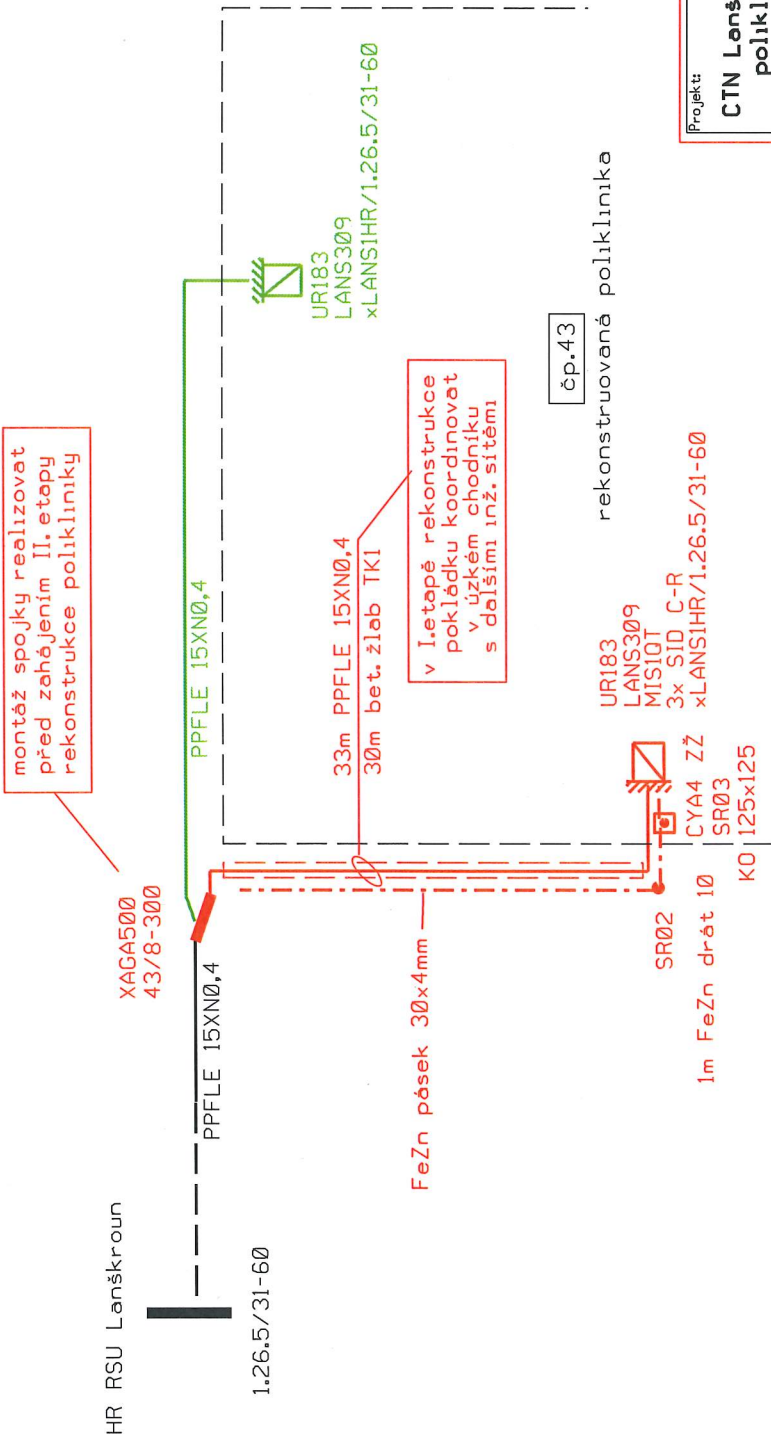 HR RSU Lanškroun
1.26.5/31-60
PPFLE 15XN0,4
XAGA500
43/8-300
montáž spojky realizovat
před zahájením II. etapy
rekonstrukce polikliniky
PPFLE 15XN0,4
UR183
LANS309
xLANS1HR/1.26.5/31-60
33m PPFLE 15XN0,4
30m bet. žlab TK1
v I.etapě rekonstrukce
pokládku koordinovat
v úzkém chodníku
s dalšími inž. sítěmi
čp.43
rekonstruovaná poliklinika
FeZn pásek 30x4mm
UR183
LANS309
MIS1OT
3x SID C-R
xLANS1HR/1.26.5/31-60
CYA4 ZŽ
SR03
KO 125x125
SR02
1m FeZn drát 10
Projekt:
CTN Lanš
polikl